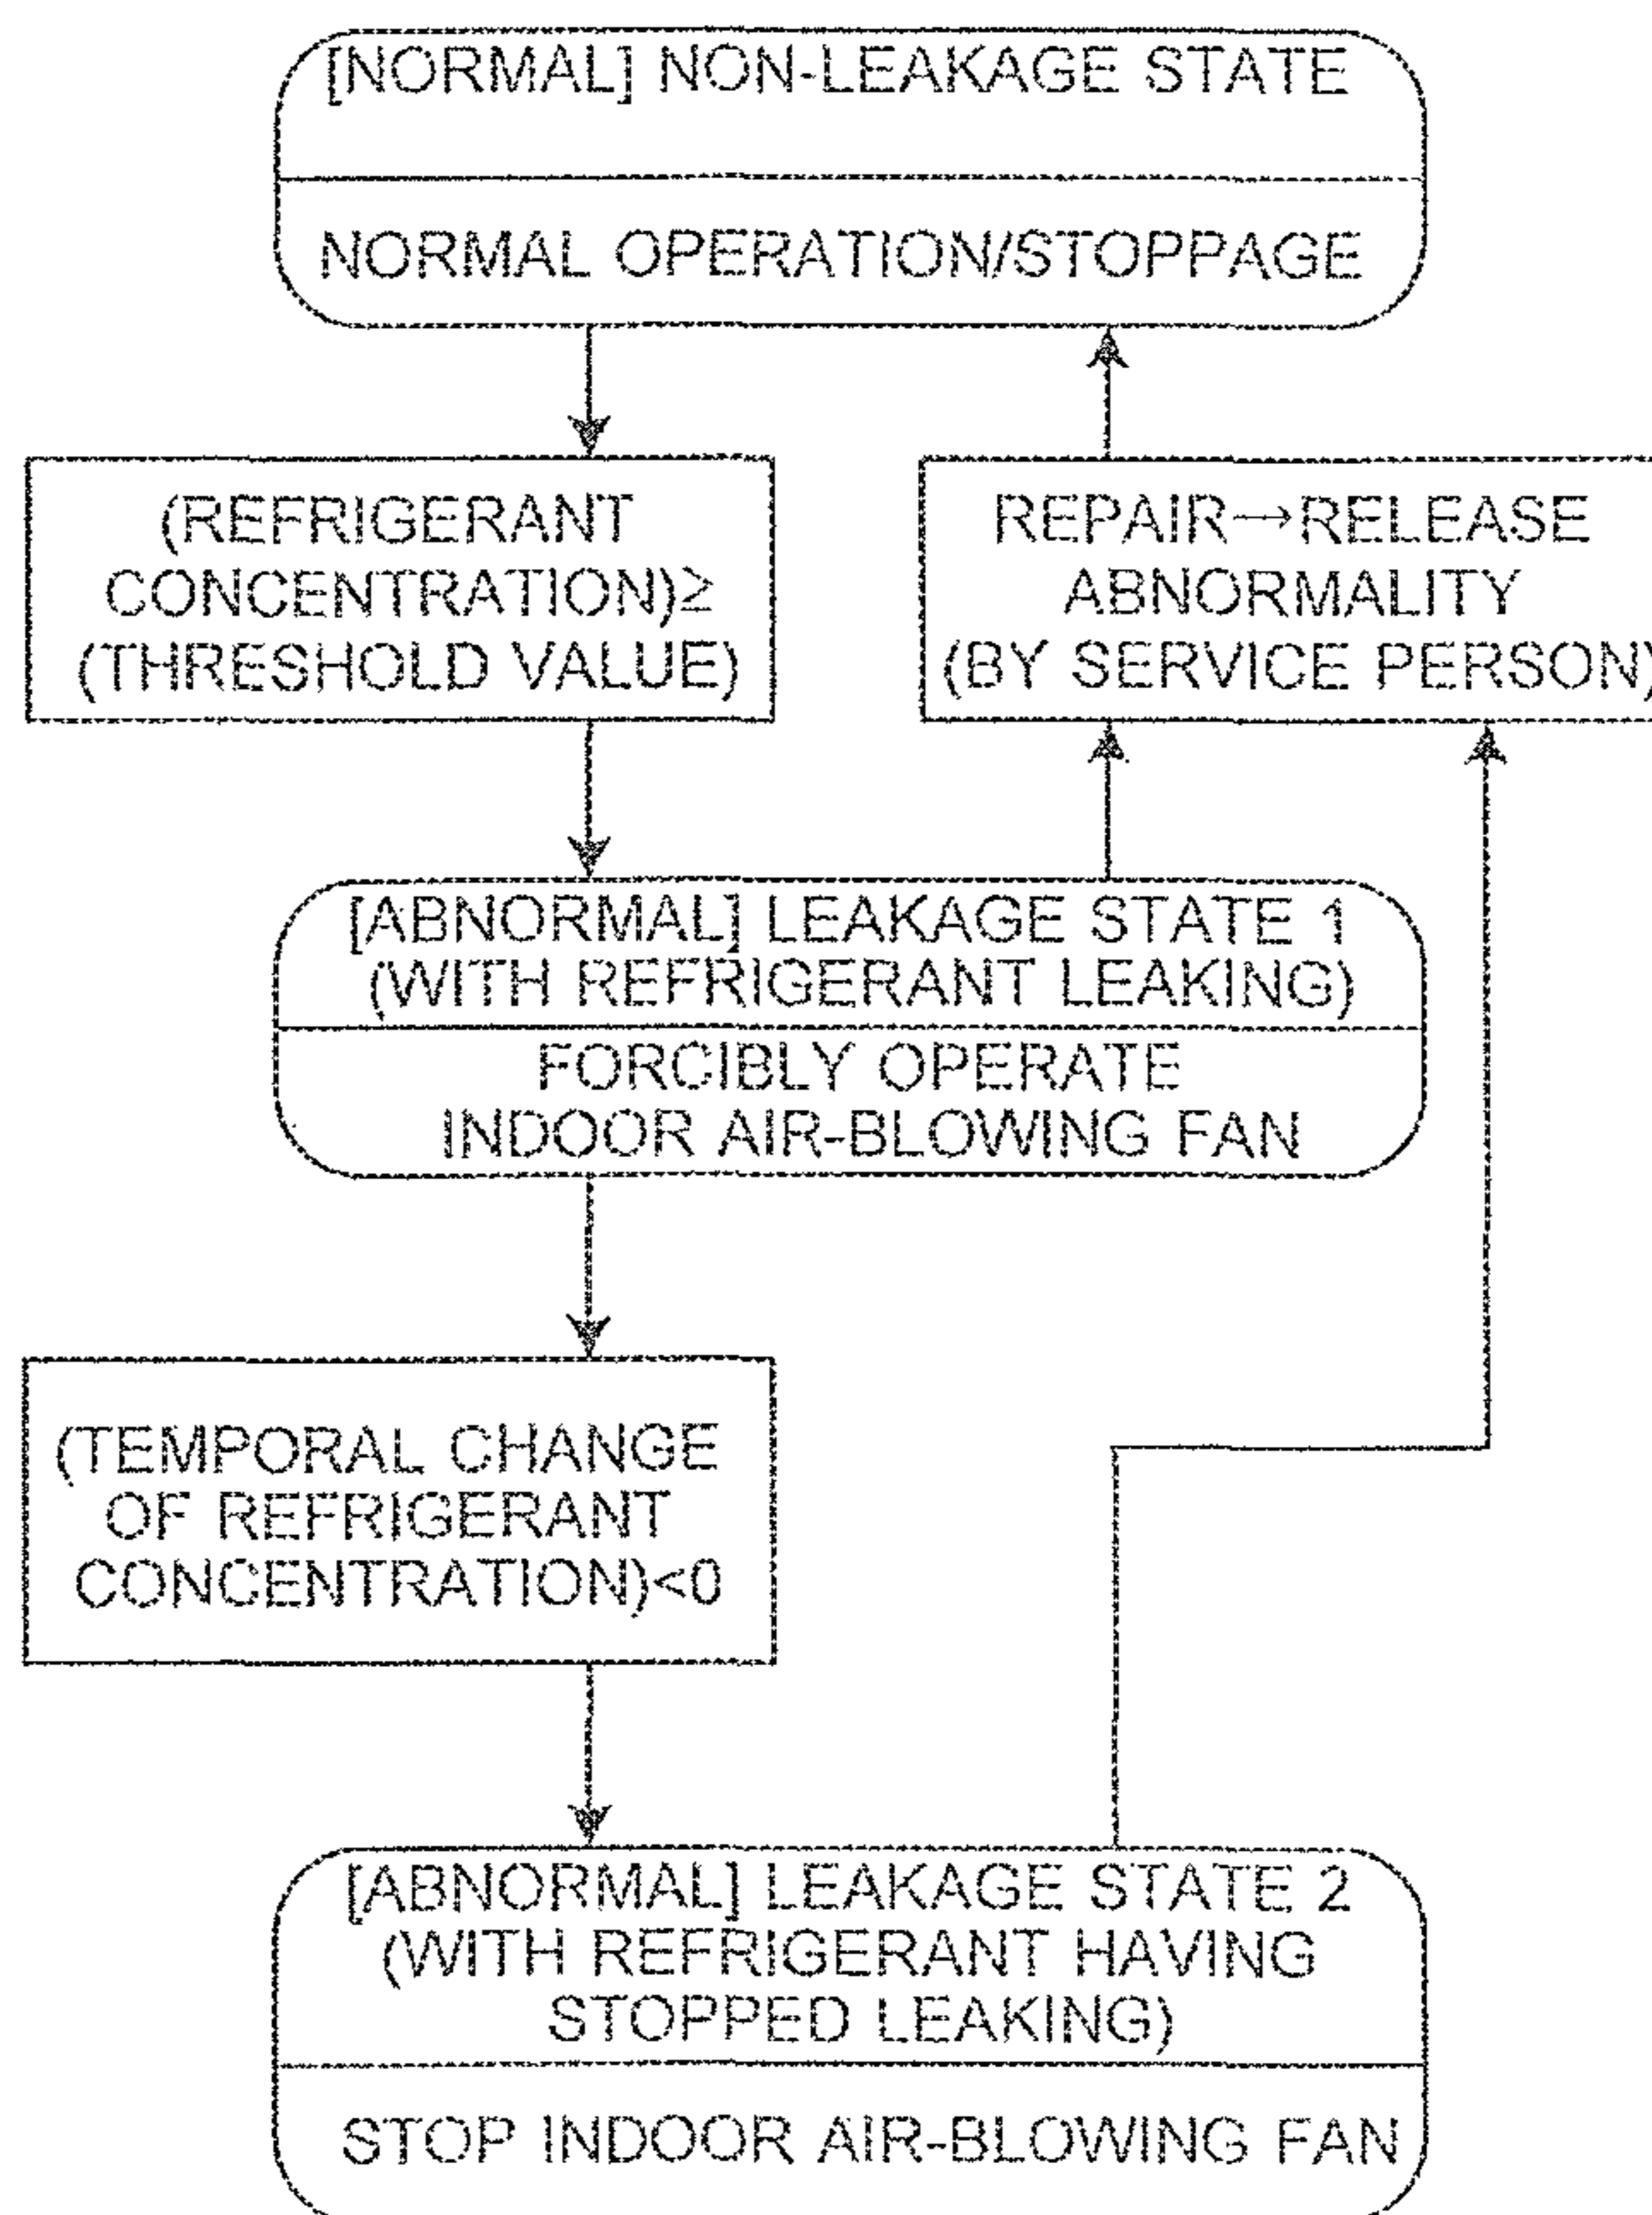 [NORMAL] NON-LEAKAGE STATE
NORMAL OPERATION/STOPPAGE
(REFRIGERANT
CONCENTRATION)≥
(THRESHOLD VALUE)
REPAIR→RELEASE
ABNORMALITY
(BY SERVICE PERSON)
[ABNORMAL] LEAKAGE STATE 1
(WITH REFRIGERANT LEAKING)
FORCIBLY OPERATE
INDOOR AIR-BLOWING FAN
(TEMPORAL CHANGE
OF REFRIGERANT
CONCENTRATION)<0
[ABNORMAL] LEAKAGE STATE 2
(WITH REFRIGERANT HAVING
STOPPED LEAKING)
STOP INDOOR AIR-BLOWING FAN